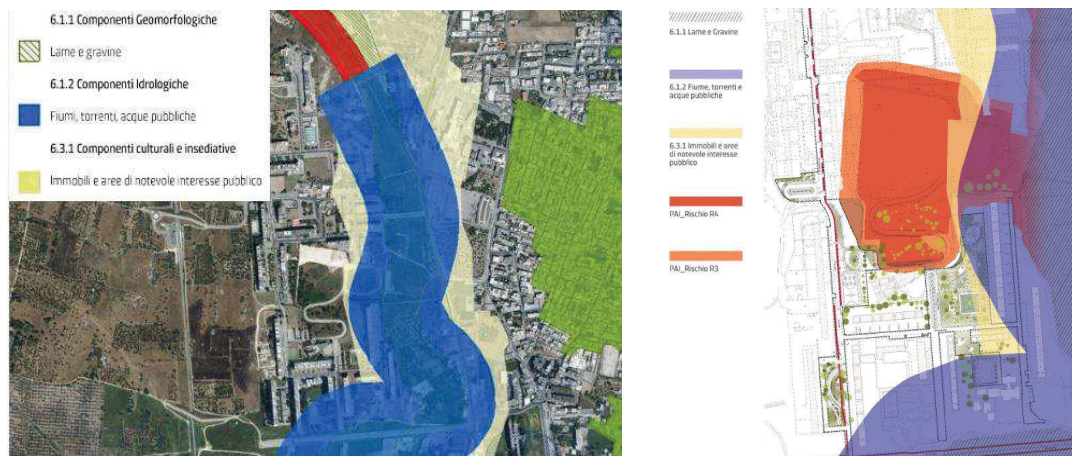 6.1.1 Componenti Geomorfologiche
Lame e gravine
6.1.2 Componenti Idrologiche
Fiumi, torrenti, acque pubbliche
6.3.1 Componenti culturali e insediative
Immobili e aree di notevole interesse pubblico
6.1.1 Lame e Gravine
6.1.2 Fiume, torrenti e
acque pubbliche
6.3.1 Immobili e aree
di notevole interesse
pubblico
PAI_Rischio R4
PAI_Rischio R3